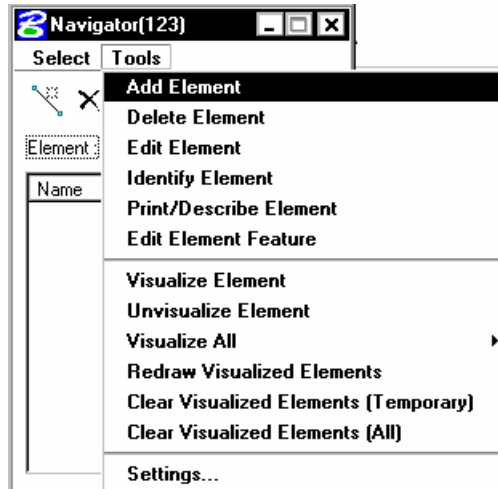 Navigator(123)
Select Tools
Add Element
Delete Element
Element :
Edit Element
Name
Identify Element
Print/Describe Element
Edit Element Feature
Visualize Element
Unvisualize Element
Visualize All
Redraw Visualized Elements
Clear Visualized Elements (Temporary)
Clear Visualized Elements (All)
Settings...